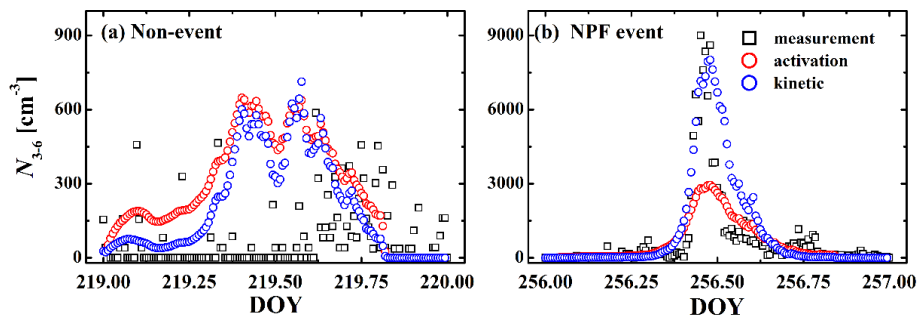 (a) Non-event
(b) NPF event
measurement
activation
kinetic
N3-6 [cm-3]
900
600
300
0
9000
6000
3000
0
219.00 219.25 219.50 219.75 220.00
256.00 256.25 256.50 256.75 257.00
DOY
DOY